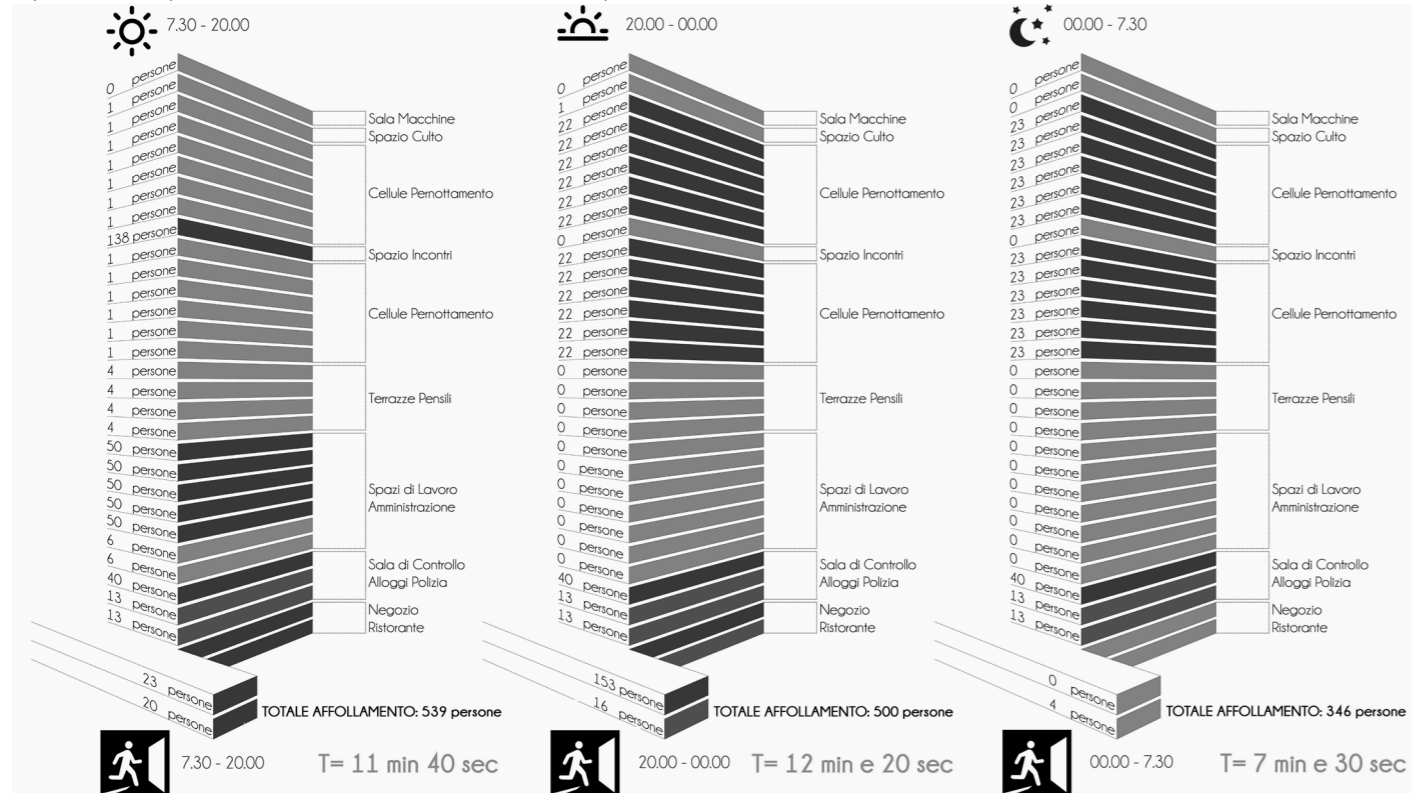 7.30 - 20.00
0 persone
1 persone
1 persone
1 persone
1 persone
1 persone
1 persone
1 persone
138 persone
1 persone
1 persone
1 persone
1 persone
1 persone
1 persone
4 persone
4 persone
4 persone
4 persone
50 persone
50 persone
50 persone
50 persone
50 persone
6 persone
6 persone
40 persone
13 persone
13 persone
23 persone
20 persone
Sala Macchine
Spazio Culto
Cellule Pernottamento
Spazio Incontri
Cellule Pernottamento
Terrazze Pensili
Spazi di Lavoro
Amministrazione
Sala di Controllo
Alloggi Polizia
Negozio
Ristorante
TOTALE AFFOLLAMENTO: 539 persone
7.30 - 20.00
T= 11 min 40 sec
20.00 - 00.00
0 persone
1 persone
22 persone
22 persone
22 persone
22 persone
22 persone
22 persone
0 persone
22 persone
22 persone
22 persone
22 persone
22 persone
22 persone
0 persone
0 persone
0 persone
0 persone
0 persone
0 persone
0 persone
0 persone
0 persone
0 persone
0 persone
40 persone
13 persone
13 persone
153 persone
16 persone
Sala Macchine
Spazio Culto
Cellule Pernottamento
Spazio Incontri
Cellule Pernottamento
Terrazze Pensili
Spazi di Lavoro
Amministrazione
Sala di Controllo
Alloggi Polizia
Negozio
Ristorante
TOTALE AFFOLLAMENTO: 500 persone
20.00 - 00.00
T= 12 min e 20 sec
00.00 - 7.30
0 persone
0 persone
23 persone
23 persone
23 persone
23 persone
23 persone
23 persone
0 persone
23 persone
23 persone
23 persone
23 persone
23 persone
23 persone
0 persone
0 persone
0 persone
0 persone
0 persone
0 persone
0 persone
0 persone
0 persone
0 persone
0 persone
40 persone
13 persone
13 persone
0 persone
4 persone
Sala Macchine
Spazio Culto
Cellule Pernottamento
Spazio Incontri
Cellule Pernottamento
Terrazze Pensili
Spazi di Lavoro
Amministrazione
Sala di Controllo
Alloggi Polizia
Negozio
Ristorante
TOTALE AFFOLLAMENTO: 346 persone
00.00 - 7.30
T= 7 min e 30 sec